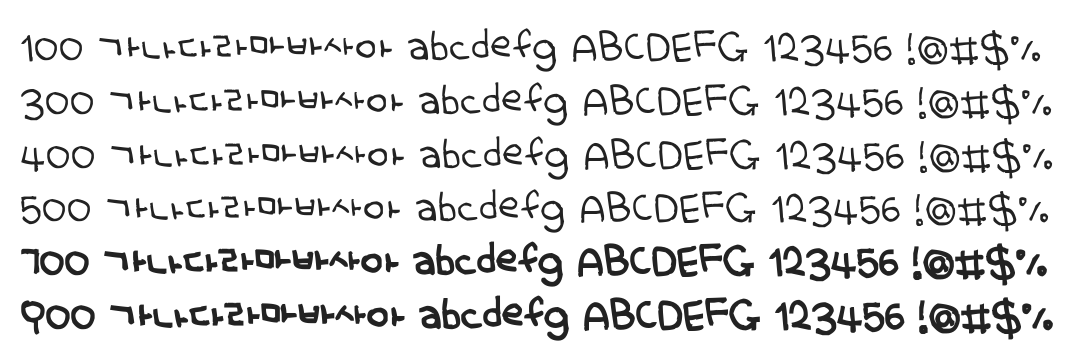 100 가나다라마바사아 abcdefg ABCDEFG 123456 !@#$%
300 가나다라마바사아 abcdefg ABCDEFG 123456 !@#$%
400 가나다라마바사아 abcdefg ABCDEFG 123456 !@#$%
500 가나다라마바사아 abcdefg ABCDEFG 123456 !@#$%
700 가나다라마바사아 abcdefg ABCDEFG 123456 !@#$%
900 가나다라마바사아 abcdefg ABCDEFG 123456 !@#$%